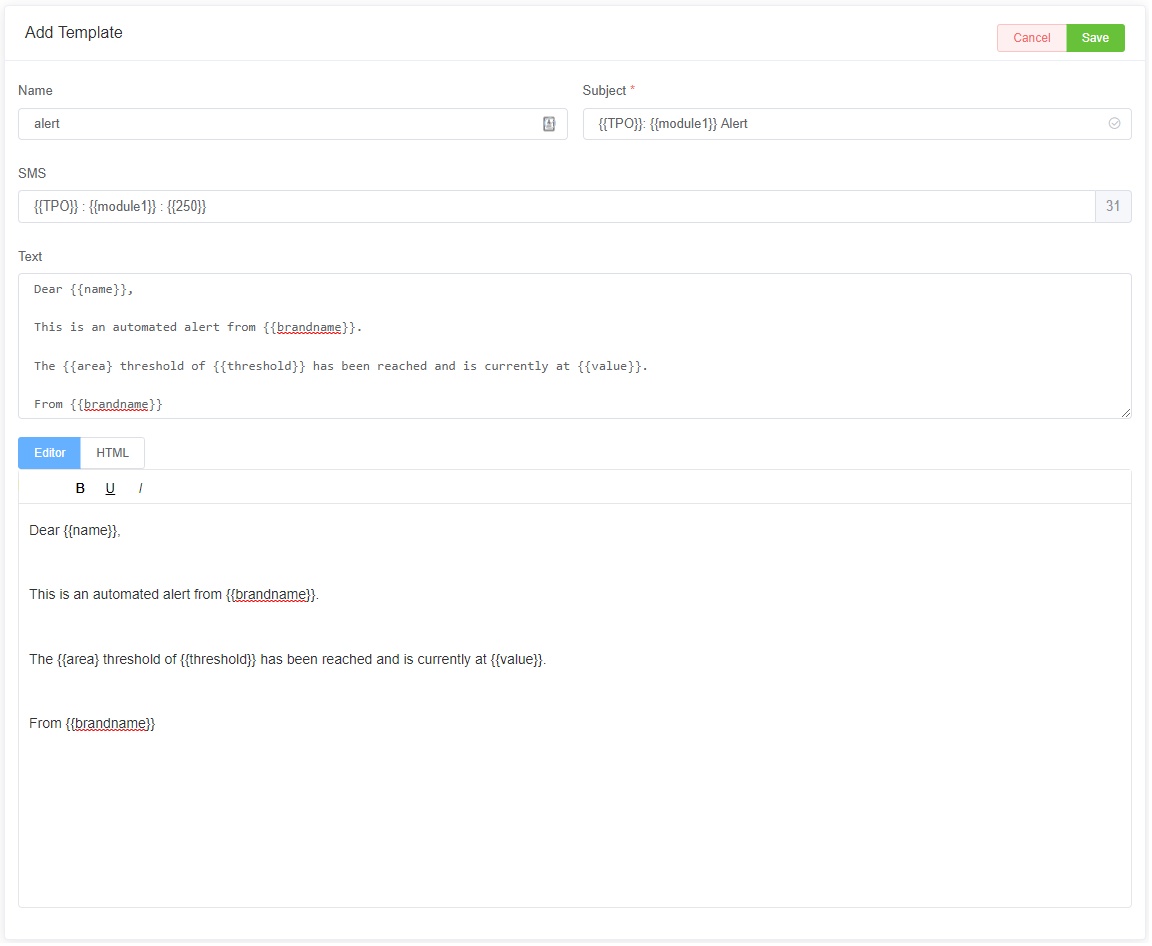 Add Template
Cancel
Save
Name
Subject *
alert
{{TPO}}: {{module1}} Alert
SMS
{{TPO}} : {{module1}} : {{250}}
31
Text
Dear {{name}},
This is an automated alert from {{brandname}}.
The {{area} threshold of {{threshold}} has been reached and is currently at {{value}}.
From {{brandname}}
Editor
HTML
B U I
Dear {{name}},
This is an automated alert from {{brandname}}.
The {{area} threshold of {{threshold}} has been reached and is currently at {{value}}.
From {{brandname}}